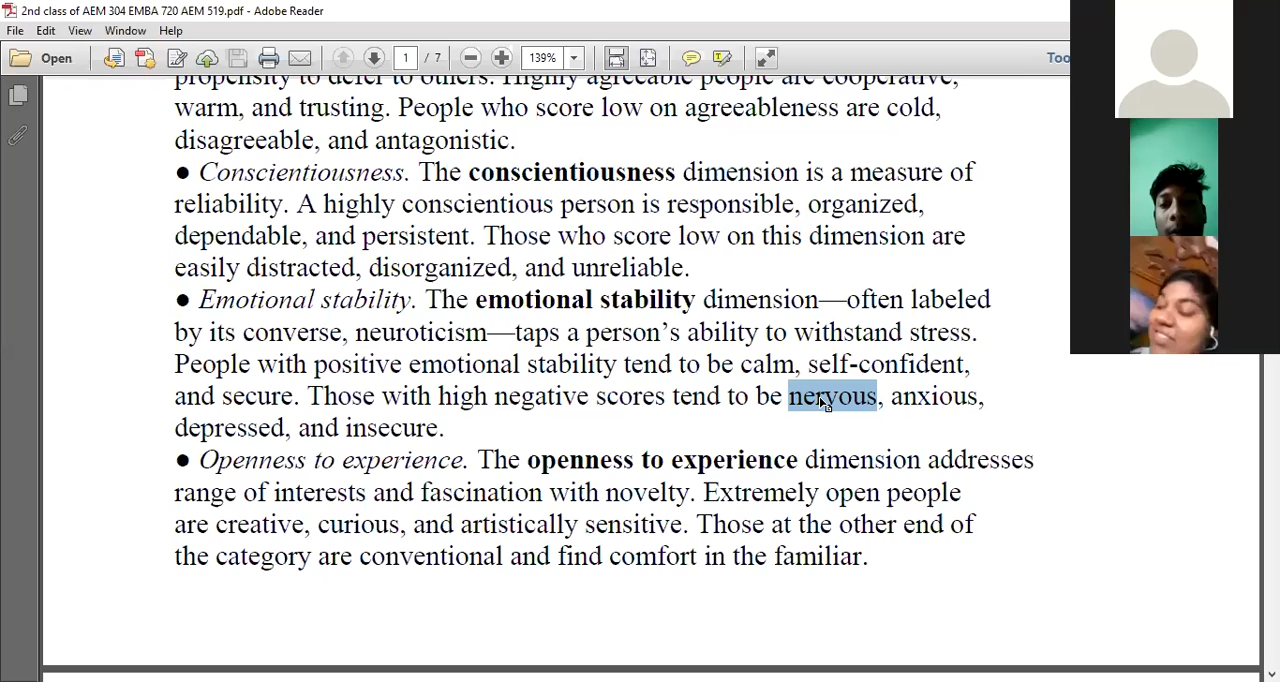 2nd class of AEM 304 EMBA 720 AEM 519.pdf - Adobe Reader
File Edit View Window Help
Open 1 / 7 139% Too
propensity to defer to others. Highly agreeable people are cooperative,
warm, and trusting. People who score low on agreeableness are cold,
disagreeable, and antagonistic.
● Conscientiousness. The conscientiousness dimension is a measure of
reliability. A highly conscientious person is responsible, organized,
dependable, and persistent. Those who score low on this dimension are
easily distracted, disorganized, and unreliable.
● Emotional stability. The emotional stability dimension—often labeled
by its converse, neuroticism—taps a person’s ability to withstand stress.
People with positive emotional stability tend to be calm, self-confident,
and secure. Those with high negative scores tend to be nervous, anxious,
depressed, and insecure.
● Openness to experience. The openness to experience dimension addresses
range of interests and fascination with novelty. Extremely open people
are creative, curious, and artistically sensitive. Those at the other end of
the category are conventional and find comfort in the familiar.